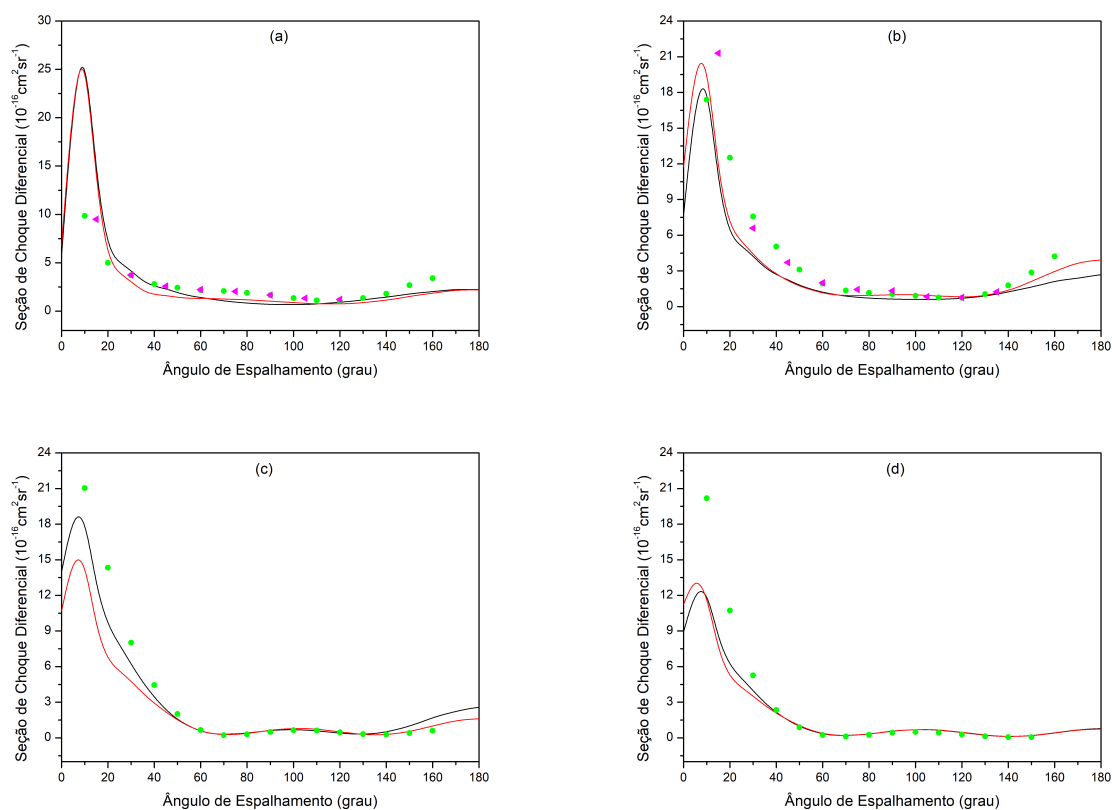 (a)
Seção de Choque Diferencial (10⁻¹⁶cm²sr⁻¹)
30
25
20
15
10
5
0
0 20 40 60 80 100 120 140 160 180
Ângulo de Espalhamento (grau)
(b)
Seção de Choque Diferencial (10⁻¹⁶cm²sr⁻¹)
24
21
18
15
12
9
6
3
0
0 20 40 60 80 100 120 140 160 180
Ângulo de Espalhamento (grau)
(c)
Seção de Choque Diferencial (10⁻¹⁶cm²sr⁻¹)
24
21
18
15
12
9
6
3
0
0 20 40 60 80 100 120 140 160 180
Ângulo de Espalhamento (grau)
(d)
Seção de Choque Diferencial (10⁻¹⁶cm²sr⁻¹)
24
21
18
15
12
9
6
3
0
0 20 40 60 80 100 120 140 160 180
Ângulo de Espalhamento (grau)